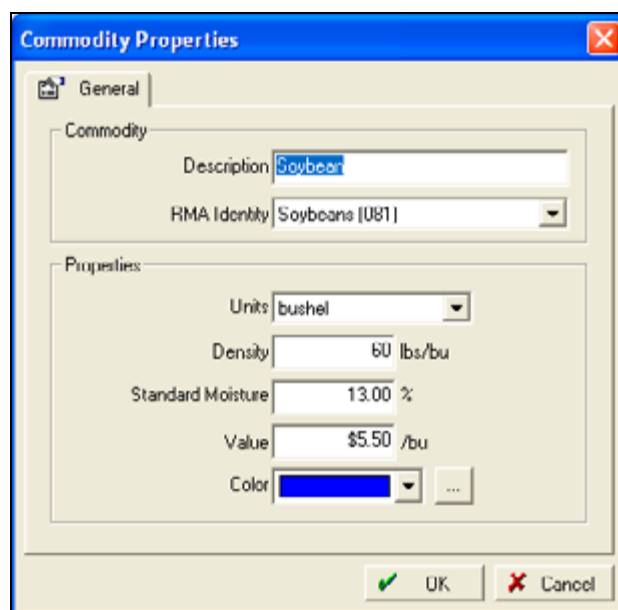 Commodity Properties
General
Commodity
Description Soybean
RMA Identity Soybeans (081)
Properties
Units bushel
Density 60 lbs/bu
Standard Moisture 13.00 %
Value $5.50 /bu
Color ...
OK Cancel